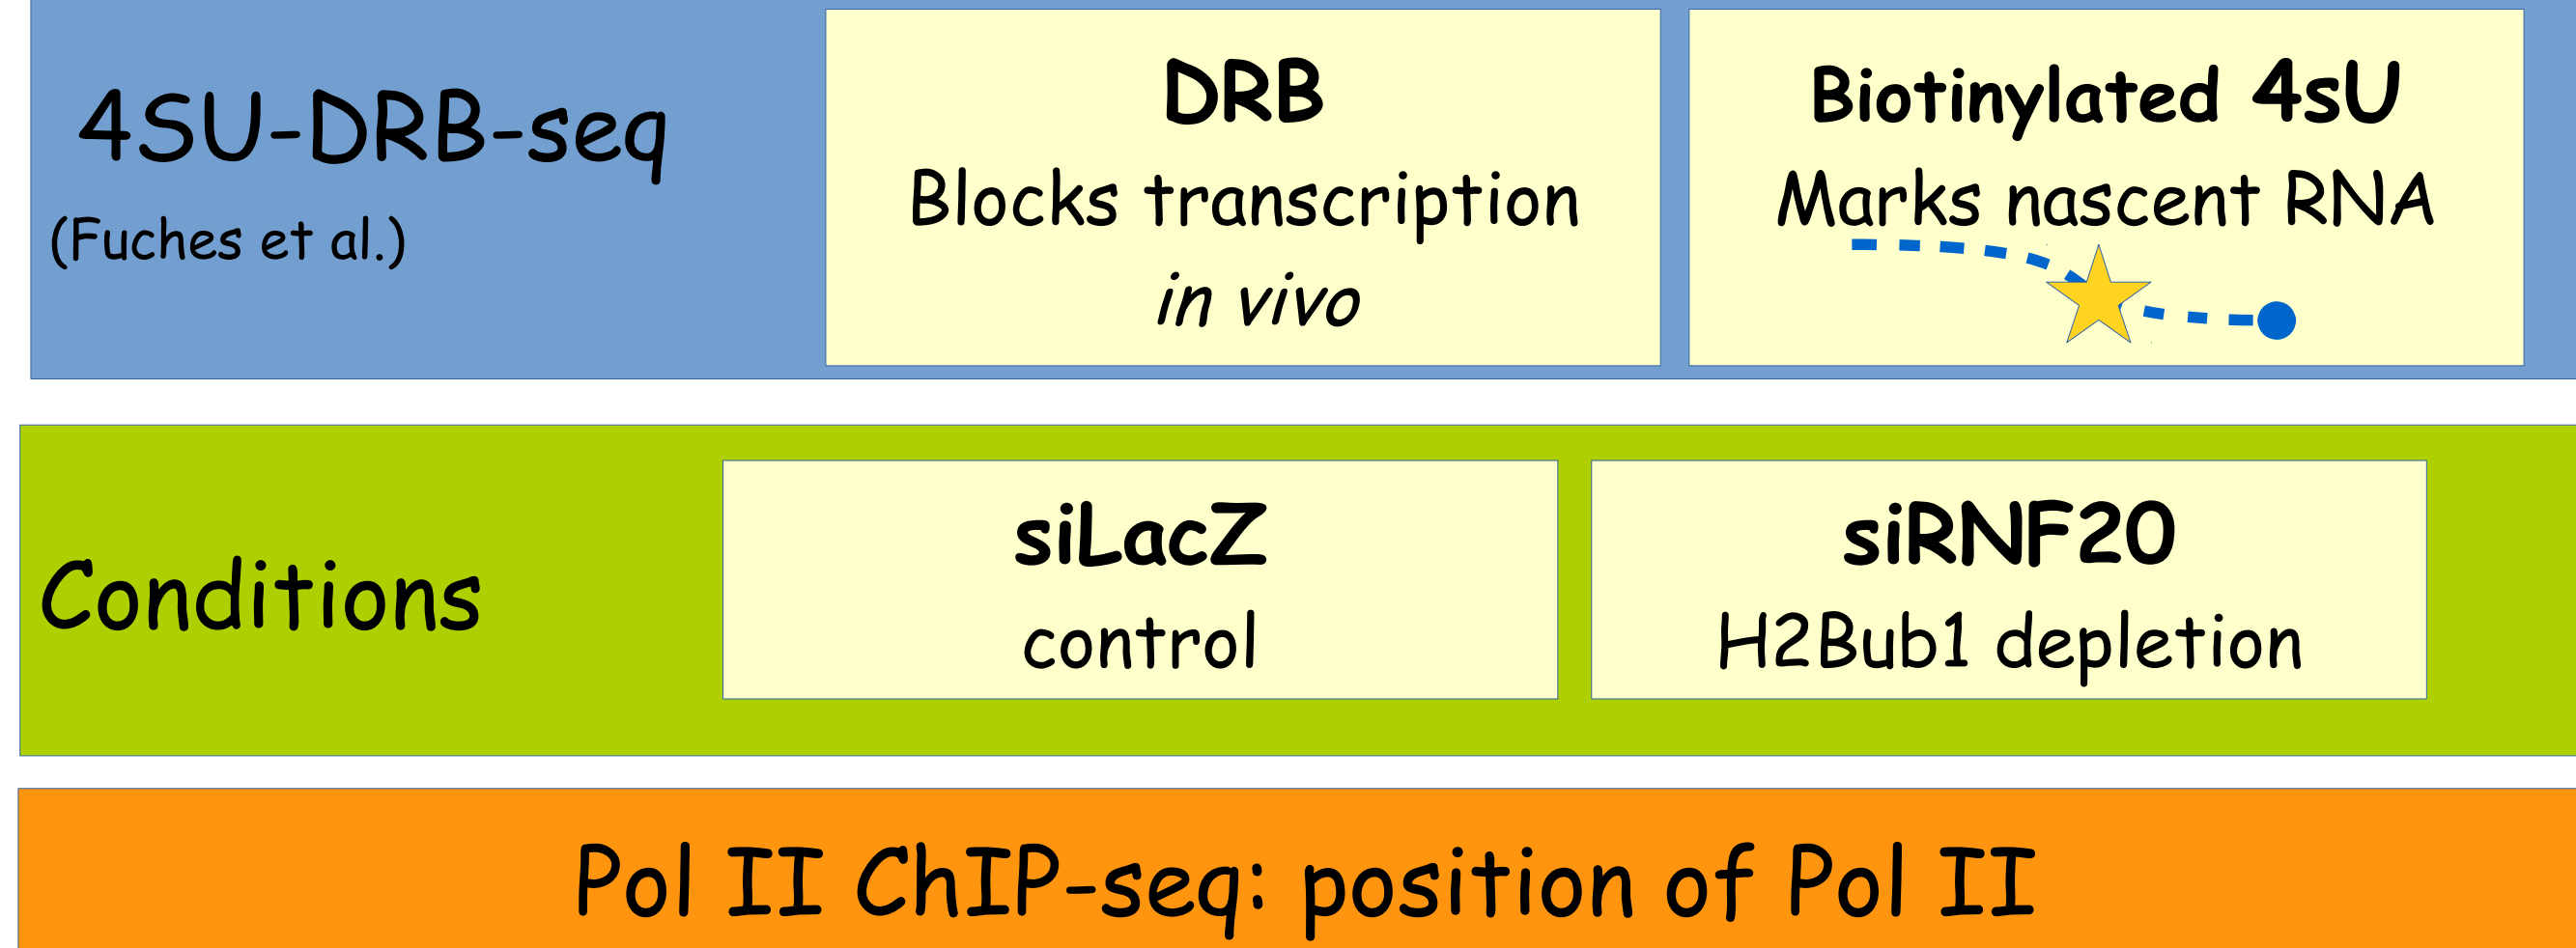 4SU-DRB-seq
(Fuches et al.)
DRB
Blocks transcription
in vivo
Biotinylated 4sU
Marks nascent RNA
Conditions
siLacZ
control
siRNF20
H2Bub1 depletion
Pol II ChIP-seq: position of Pol II